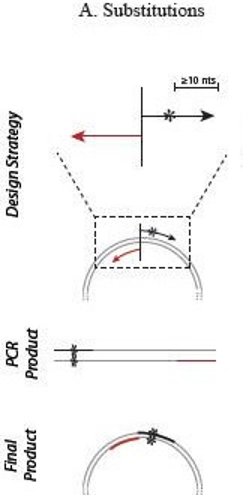 A. Substitutions
≥10 nts
Design Strategy
PCR
Product
Final
Product